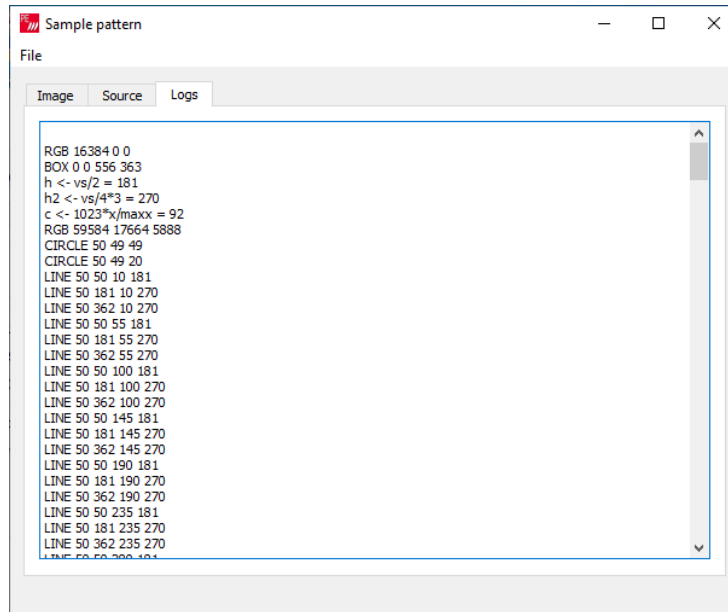 PE
m
Sample pattern
File
Image Source Logs
RGB 16384 0 0
BOX 0 0 556 363
h <- vs/2 = 181
h2 <- vs/4*3 = 270
c <- 1023*x/maxx = 92
RGB 59584 17664 5888
CIRCLE 50 49 49
CIRCLE 50 49 20
LINE 50 50 10 181
LINE 50 181 10 270
LINE 50 362 10 270
LINE 50 50 55 181
LINE 50 181 55 270
LINE 50 362 55 270
LINE 50 50 100 181
LINE 50 181 100 270
LINE 50 362 100 270
LINE 50 50 145 181
LINE 50 181 145 270
LINE 50 362 145 270
LINE 50 50 190 181
LINE 50 181 190 270
LINE 50 362 190 270
LINE 50 50 235 181
LINE 50 181 235 270
LINE 50 362 235 270
LINE 50 50 280 181